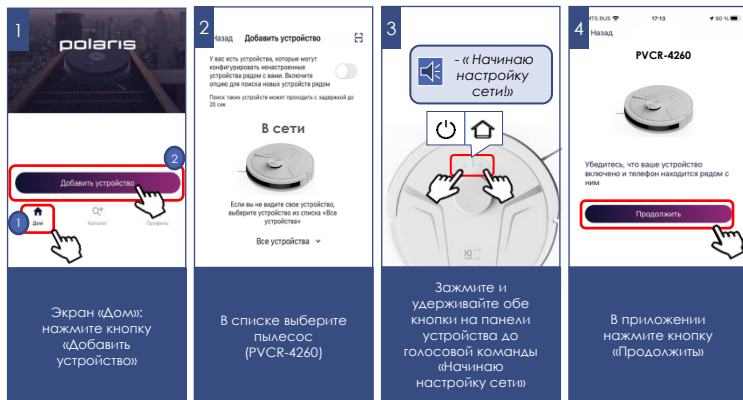 1
polaris
2
Добавить устройство
1
Дом
Каталог
Профиль
Экран «Дом»:
нажмите кнопку
«Добавить
устройство»
2
Назад
Добавить устройство
У вас есть устройства, которые могут
конфигурировать ненастроенные
устройства рядом с вами. Включите
опцию для поиска новых устройств рядом
Поиск таких устройств может проходить с задержкой до
20 сек
В сети
Если вы не видите свое устройство,
выберите устройство из списка «Все
устройства»
Все устройства
В списке выберите
пылесос
(PVCR-4260)
3
- « Начинаю
настройку
сети!»
IQ
Зажмите и
удерживайте обе
кнопки на панели
устройства до
голосовой команды
«Начинаю
настройку сети»
4
MTS RUS 17:13 80 %
Назад
PVCR-4260
Убедитесь, что ваше устройство
включено и телефон находится рядом с
ним
Продолжить
В приложении
нажмите кнопку
«Продолжить»